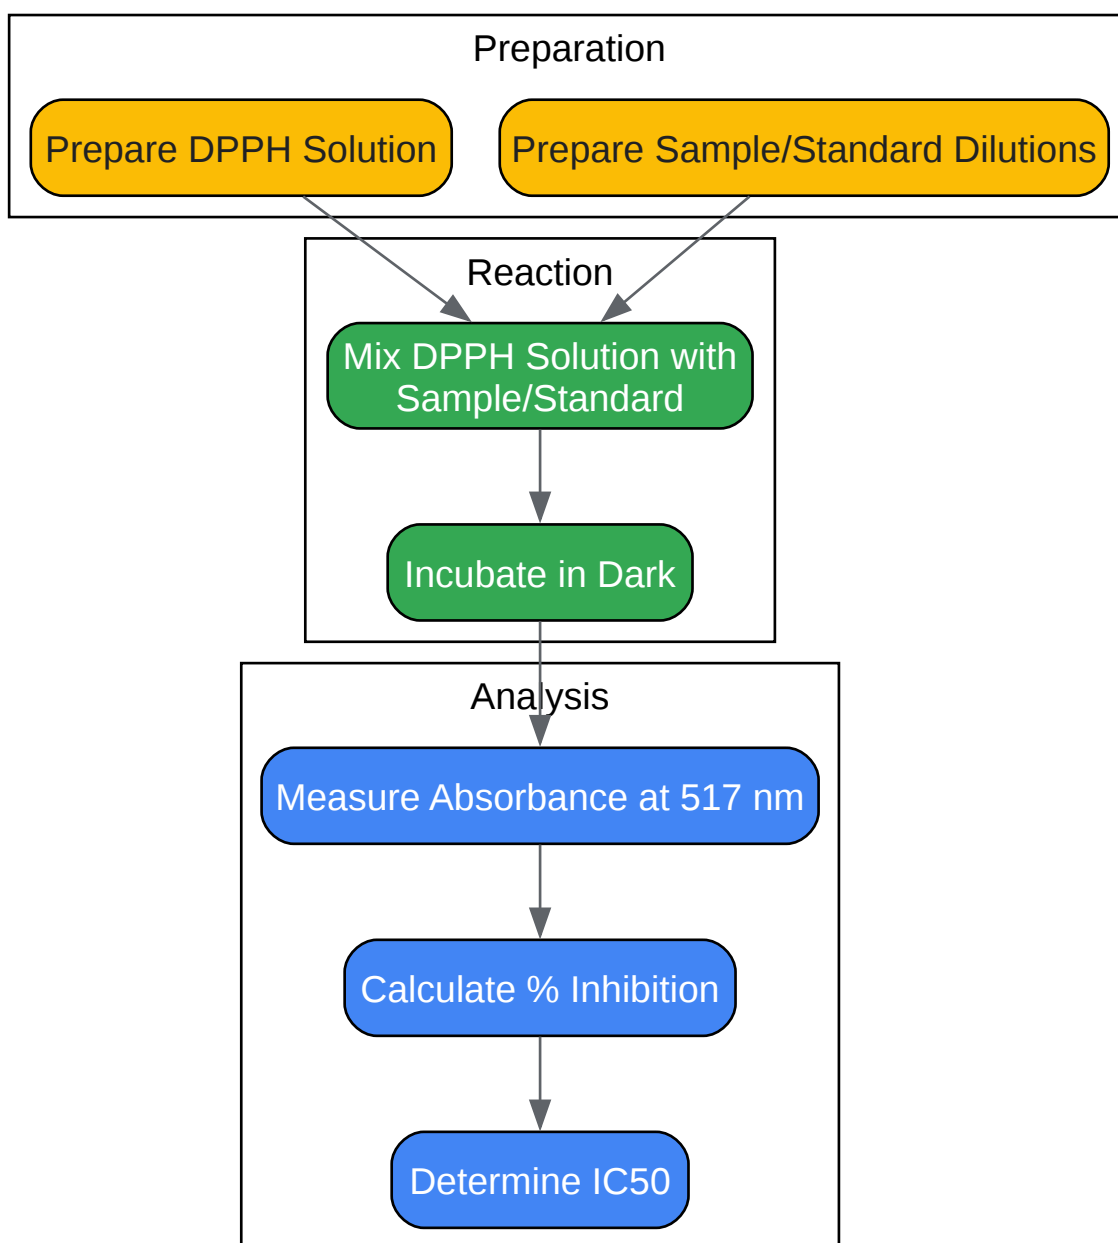 Preparation
Prepare DPPH Solution
Prepare Sample/Standard Dilutions
Reaction
Mix DPPH Solution with
Sample/Standard
Incubate in Dark
Analysis
Measure Absorbance at 517 nm
Calculate % Inhibition
Determine IC50